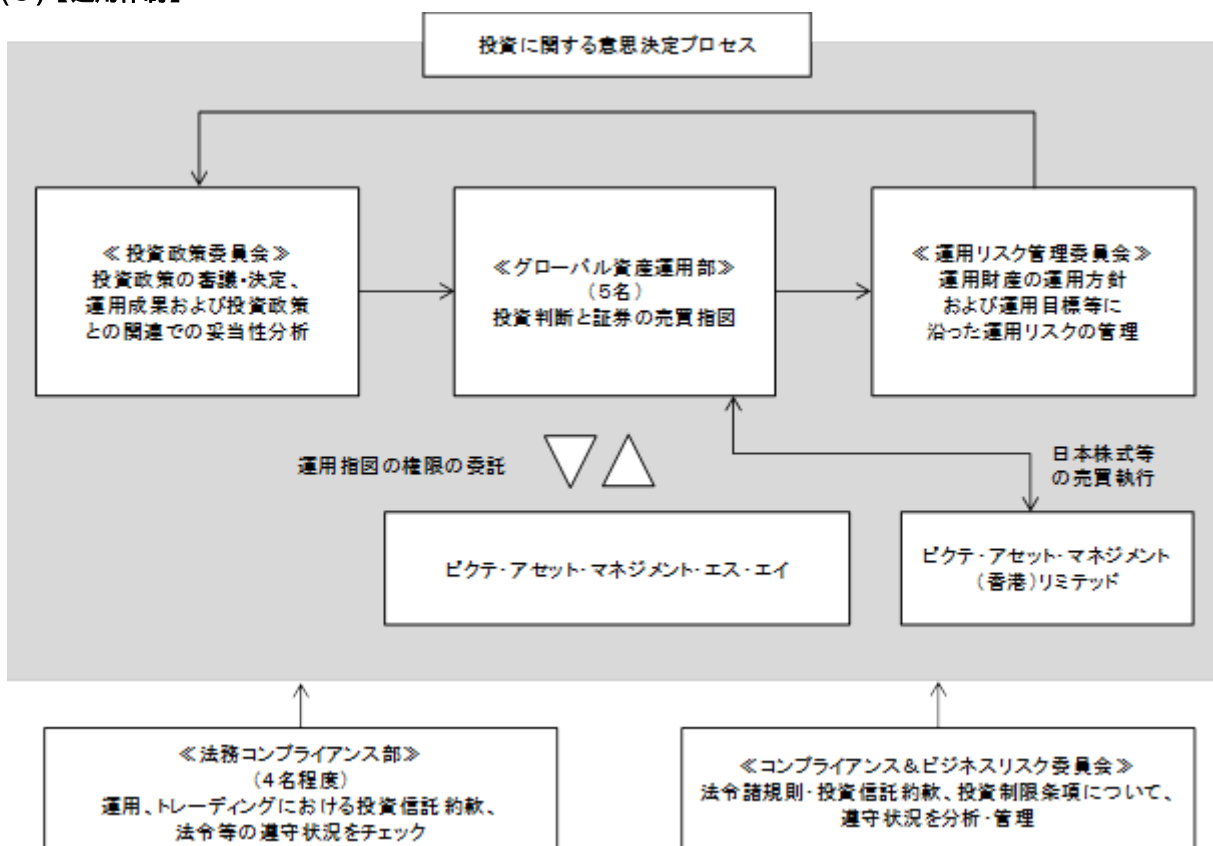 投資に関する意思決定プロセス
≪投資政策委員会≫
投資政策の審議・決定、
運用成果および投資政策
との関連での妥当性分析
≪グローバル資産運用部≫
(5名)
投資判断と証券の売買指図
≪運用リスク管理委員会≫
運用財産の運用方針
および運用目標等に
沿った運用リスクの管理
運用指図の権限の委託
日本株式等
の売買執行
ピクテ・アセット・マネジメント・エス・エイ
ピクテ・アセット・マネジメント
(香港)リミテッド
≪法務コンプライアンス部≫
(4名程度)
運用、トレーディングにおける投資信託約款、
法令等の遵守状況をチェック
≪コンプライアンス&ビジネスリスク委員会≫
法令諸規則・投資信託約款、投資制限条項について、
遵守状況を分析・管理